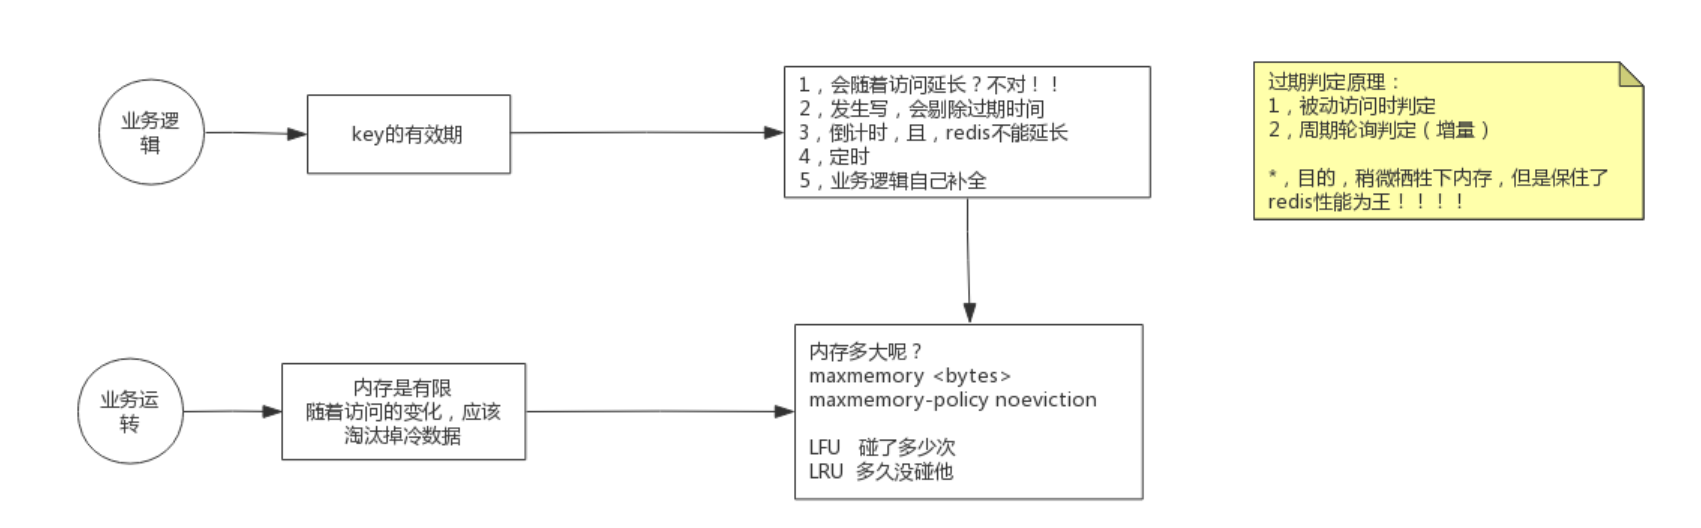 业务逻
辑
key的有效期
1，会随着访问延长？不对！！
2，发生写，会剔除过期时间
3，倒计时，且，redis不能延长
4，定时
5，业务逻辑自己补全
过期判定原理：
1，被动访问时判定
2，周期轮询判定（增量）
*，目的，稍微牺牲下内存，但是保住了
redis性能为王！！！！
业务运
转
内存是有限
随着访问的变化，应该
淘汰掉冷数据
内存多大呢？
maxmemory <bytes>
maxmemory-policy noeviction
LFU 碰了多少次
LRU 多久没碰他